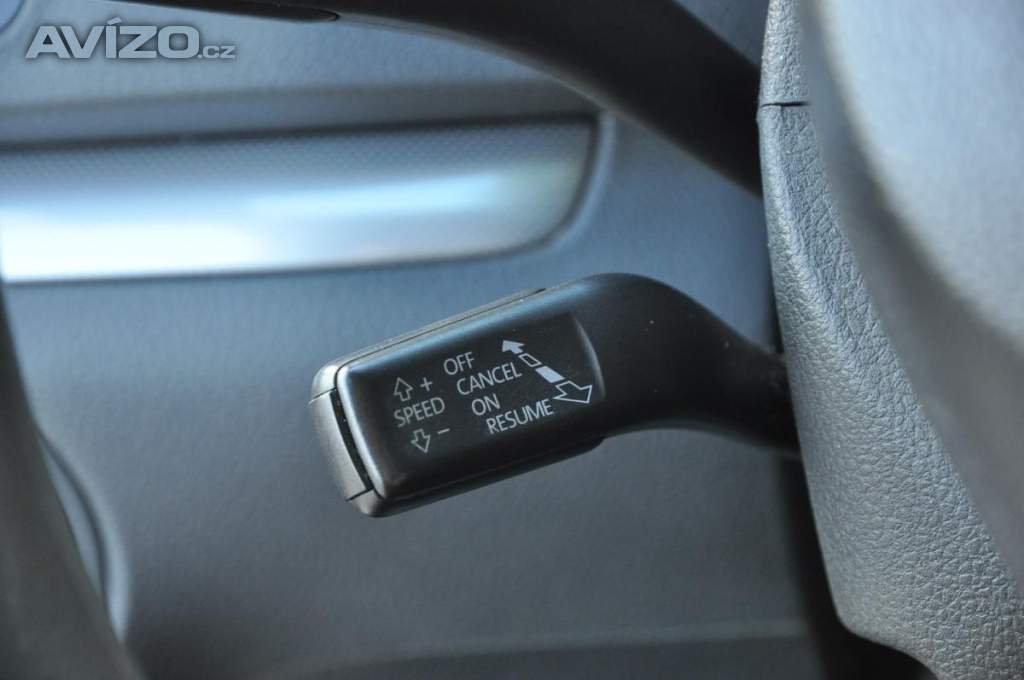 AVÍZO.cz
+
SPEED
−
OFF
CANCEL
ON
RESUME